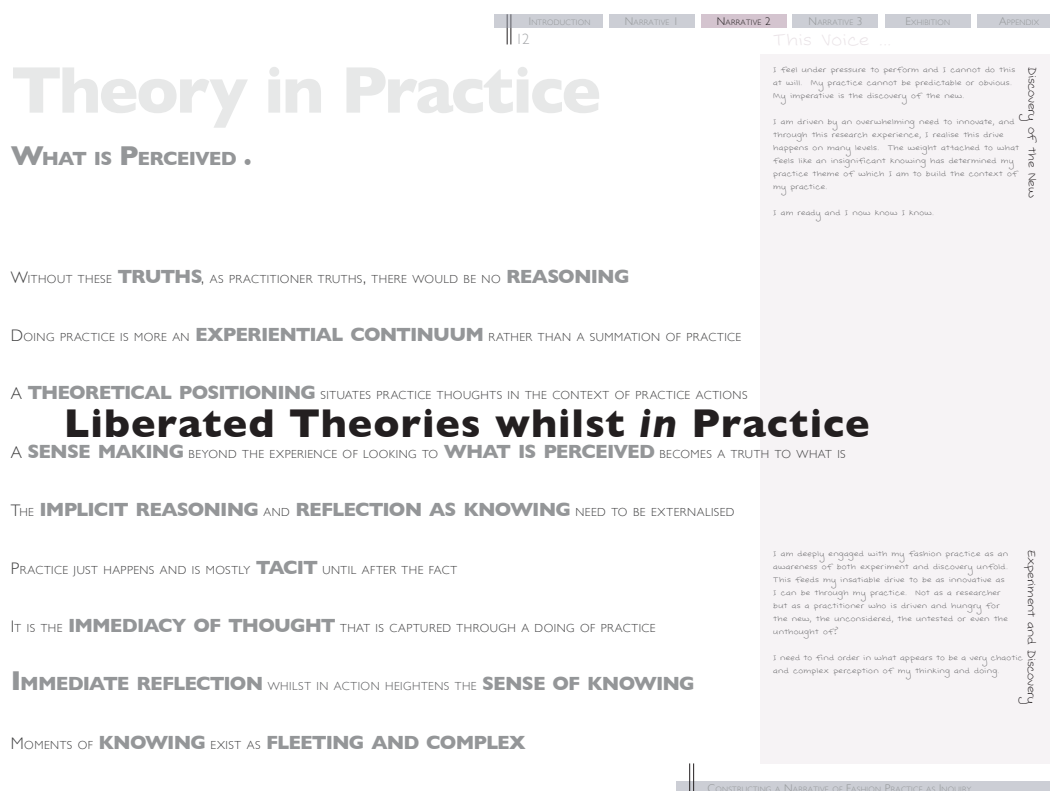 Introduction
Narrative 1
Narrative 2
Narrative 3
Exhibition
Appendix
12
This Voice ...
Theory in Practice
What is Perceived .
Without these TRUTHS, as practitioner truths, there would be no REASONING
Doing practice is more an EXPERIENTIAL CONTINUUM rather than a summation of practice
A THEORETICAL POSITIONING situates practice thoughts in the context of practice actions
Liberated Theories whilst in Practice
A SENSE MAKING beyond the experience of looking to WHAT IS PERCEIVED becomes a truth to what is
The IMPLICIT REASONING and REFLECTION AS KNOWING need to be externalised
Practice just happens and is mostly TACIT until after the fact
It is the IMMEDIACY OF THOUGHT that is captured through a doing of practice
Immediate reflection whilst in action heightens the SENSE OF KNOWING
Moments of KNOWING exist as FLEETING AND COMPLEX
I feel under pressure to perform and I cannot do this
at will. My practice cannot be predictable or obvious.
My imperative is the discovery of the new.
I am driven by an overwhelming need to innovate, and
through this research experience, I realise this drive
happens on many levels. The weight attached to what
feels like an insignificant knowing has determined my
practice theme of which I am to build the context of
my practice.
I am ready and I now know I know.
Discovery of the New
I am deeply engaged with my fashion practice as an
awareness of both experiment and discovery unfold.
This feeds my insatiable drive to be as innovative as
I can be through my practice. Not as a researcher
but as a practitioner who is driven and hungry for
the new, the unconsidered, the untested or even the
unthought of?
I need to find order in what appears to be a very chaotic
and complex perception of my thinking and doing.
Experiment and Discovery
Constructing a Narrative of Fashion Practice as Inquiry